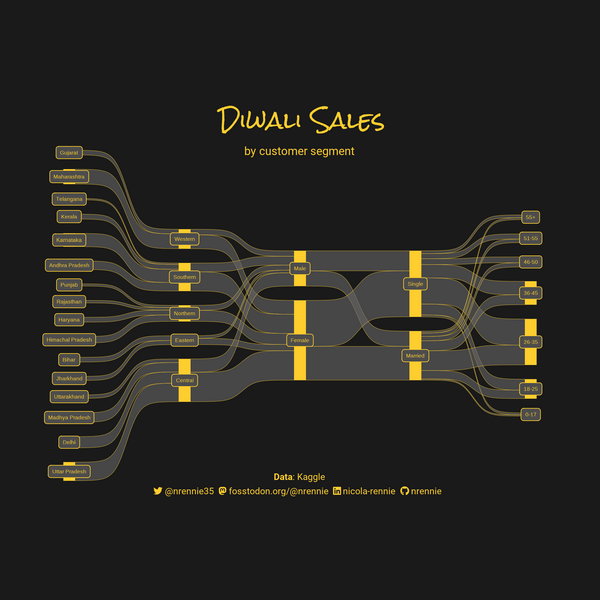 Diwali Sales
by customer segment
Gujarat
Maharashtra
Telangana
Kerala
Karnataka
Andhra Pradesh
Punjab
Rajasthan
Haryana
Himachal Pradesh
Bihar
Jharkhand
Uttarakhand
Madhya Pradesh
Delhi
Uttar Pradesh
Western
Southern
Northern
Eastern
Central
Male
Female
Single
Married
55+
51-55
46-50
36-45
26-35
18-25
0-17
Data: Kaggle
@nrennie35 fosstodon.org/@nrennie nicola-rennie nrennie